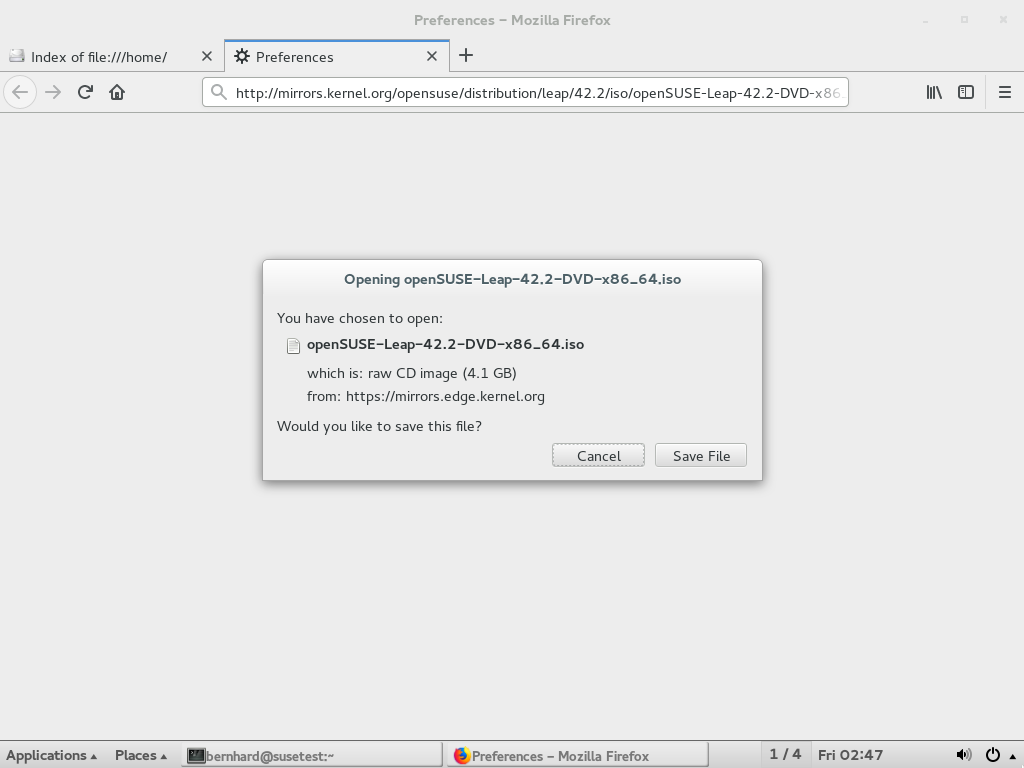 Preferences – Mozilla Firefox
Index of file:///home/
Preferences
http://mirrors.kernel.org/opensuse/distribution/leap/42.2/iso/openSUSE-Leap-42.2-DVD-x86_
Opening openSUSE-Leap-42.2-DVD-x86_64.iso
You have chosen to open:
openSUSE-Leap-42.2-DVD-x86_64.iso
which is: raw CD image (4.1 GB)
from: https://mirrors.edge.kernel.org
Would you like to save this file?
Cancel Save File
Applications Places bernhard@susetest:~ Preferences – Mozilla Firefox 1 / 4 Fri 02:47